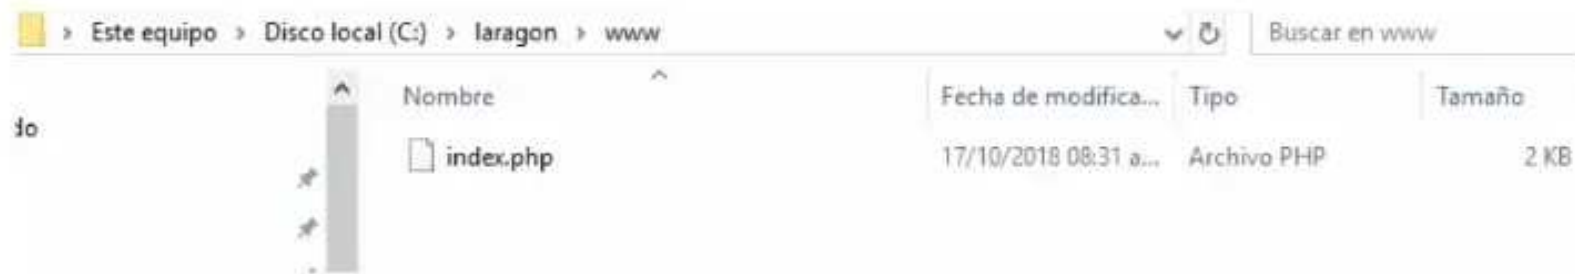 > Este equipo > Disco local (C:) > laragon > www Buscar en www
Nombre Fecha de modifica... Tipo Tamaño
do
index.php 17/10/2018 08:31 a... Archivo PHP 2 KB